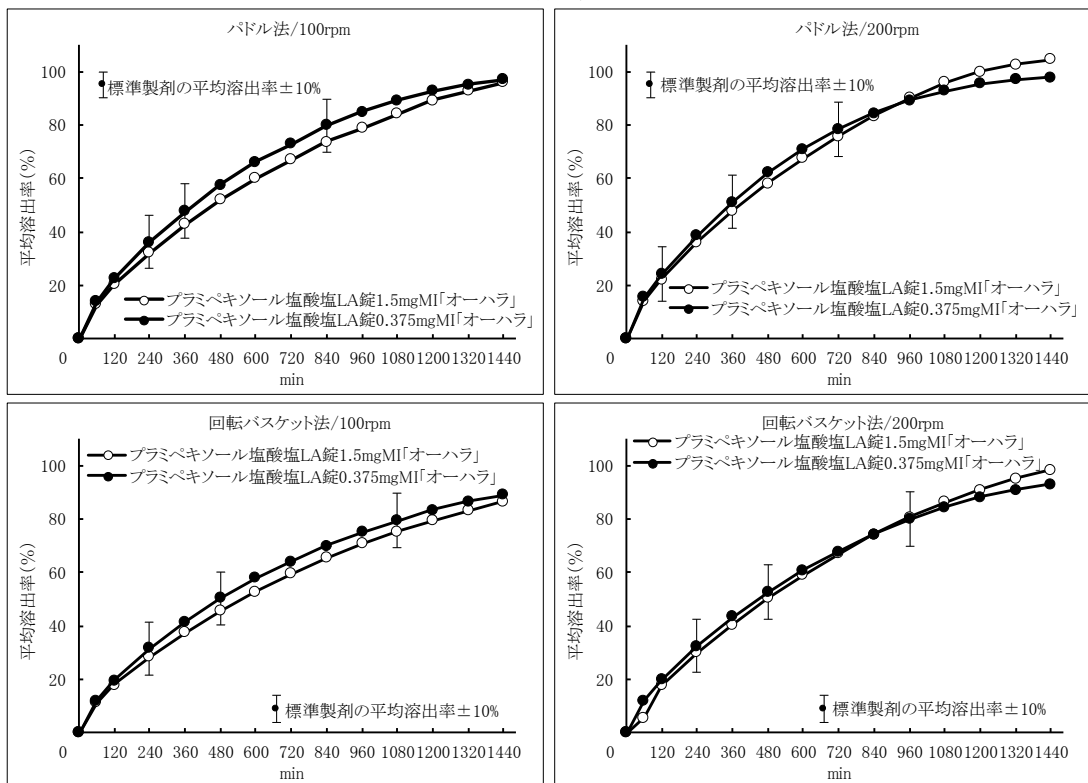 パドル法/100rpm
100
80
60
40
20
0
平均溶出率(%)
標準製剤の平均溶出率±10%
プラミペキソール塩酸塩LA錠1.5mgMI「オーハラ」
プラミペキソール塩酸塩LA錠0.375mgMI「オーハラ」
120 240 360 480 600 720 840 960 1080 1200 1320 1440
min
パドル法/200rpm
100
80
60
40
20
0
平均溶出率(%)
標準製剤の平均溶出率±10%
プラミペキソール塩酸塩LA錠1.5mgMI「オーハラ」
プラミペキソール塩酸塩LA錠0.375mgMI「オーハラ」
120 240 360 480 600 720 840 960 1080 1200 1320 1440
min
回転バスケット法/100rpm
プラミペキソール塩酸塩LA錠1.5mgMI「オーハラ」
プラミペキソール塩酸塩LA錠0.375mgMI「オーハラ」
100
80
60
40
20
0
平均溶出率(%)
標準製剤の平均溶出率±10%
120 240 360 480 600 720 840 960 1080 1200 1320 1440
min
回転バスケット法/200rpm
プラミペキソール塩酸塩LA錠1.5mgMI「オーハラ」
プラミペキソール塩酸塩LA錠0.375mgMI「オーハラ」
100
80
60
40
20
0
平均溶出率(%)
標準製剤の平均溶出率±10%
120 240 360 480 600 720 840 960 1080 1200 1320 1440
min